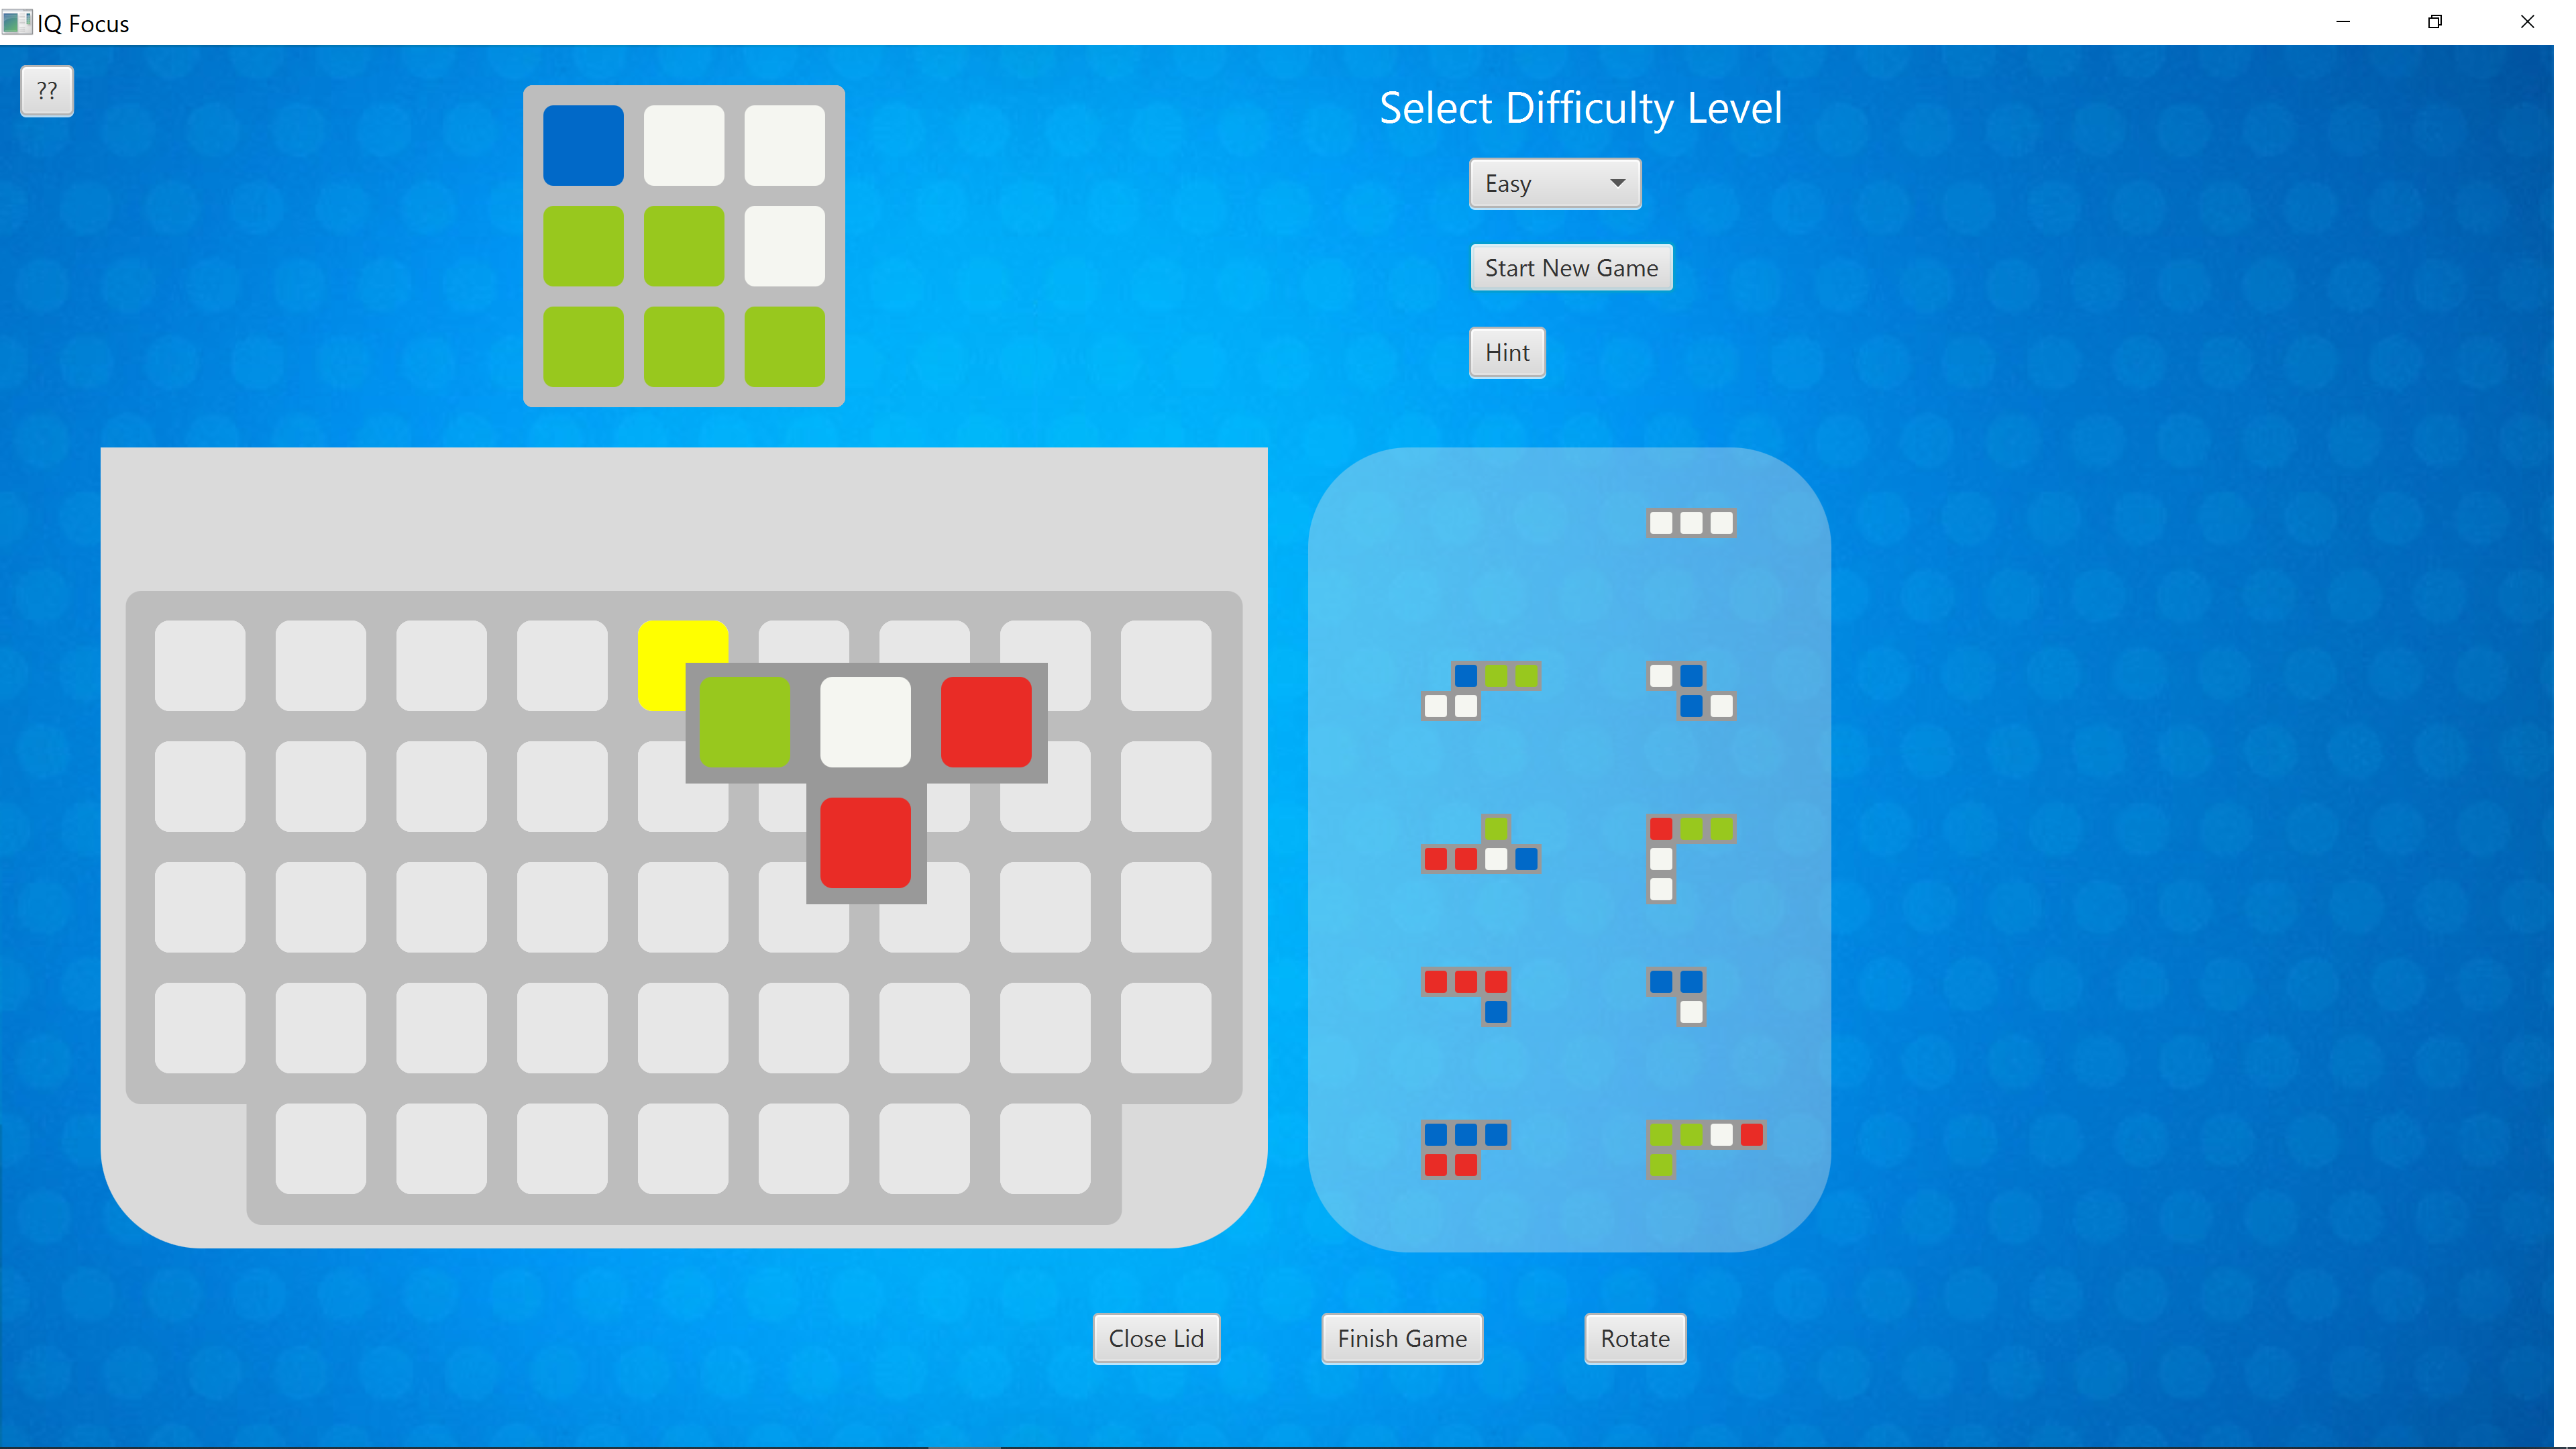 IQ Focus
??
Select Difficulty Level
Easy
Start New Game
Hint
Close Lid
Finish Game
Rotate